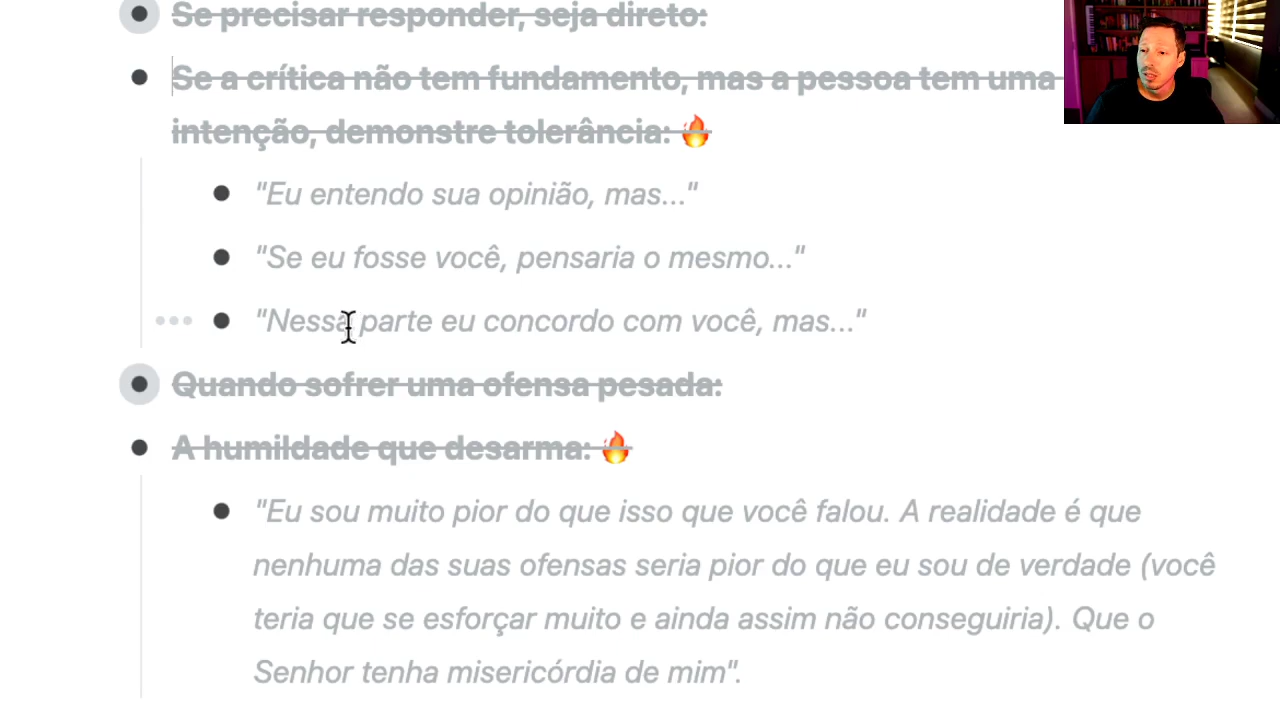 Se precisar responder, seja direto:
Se a crítica não tem fundamento, mas a pessoa tem uma
intenção, demonstre tolerância: 🔥
"Eu entendo sua opinião, mas..."
"Se eu fosse você, pensaria o mesmo..."
"Nessa parte eu concordo com você, mas..."
Quando sofrer uma ofensa pesada:
A humildade que desarma: 🔥
"Eu sou muito pior do que isso que você falou. A realidade é que
nenhuma das suas ofensas seria pior do que eu sou de verdade (você
teria que se esforçar muito e ainda assim não conseguiria). Que o
Senhor tenha misericórdia de mim".